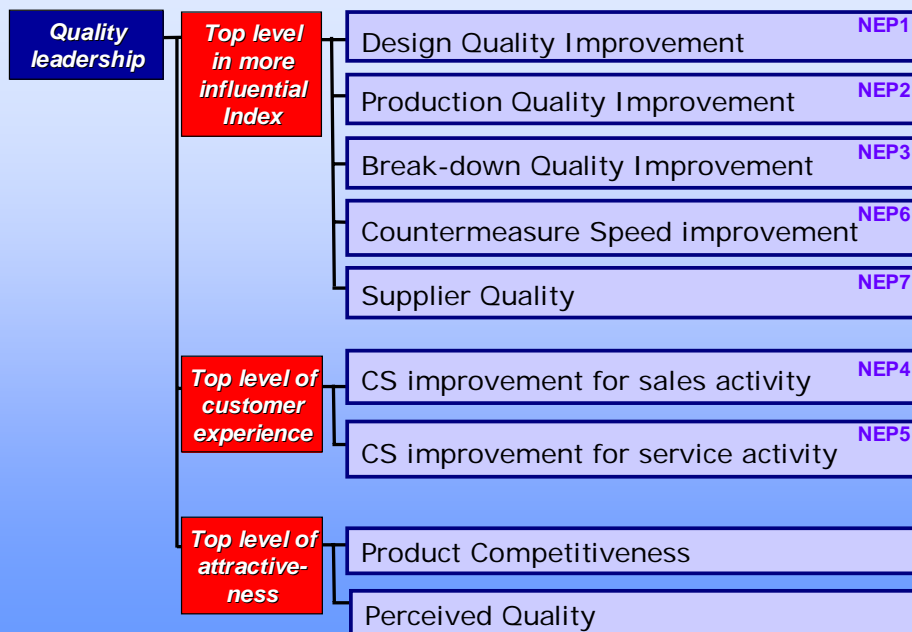 Quality
leadership
Top level
in more
influential
Index
Design Quality Improvement
NEP1
Production Quality Improvement
NEP2
Break-down Quality Improvement
NEP3
Countermeasure Speed improvement
NEP6
Supplier Quality
NEP7
Top level of
customer
experience
CS improvement for sales activity
NEP4
CS improvement for service activity
NEP5
Top level of
attractive-
ness
Product Competitiveness
Perceived Quality